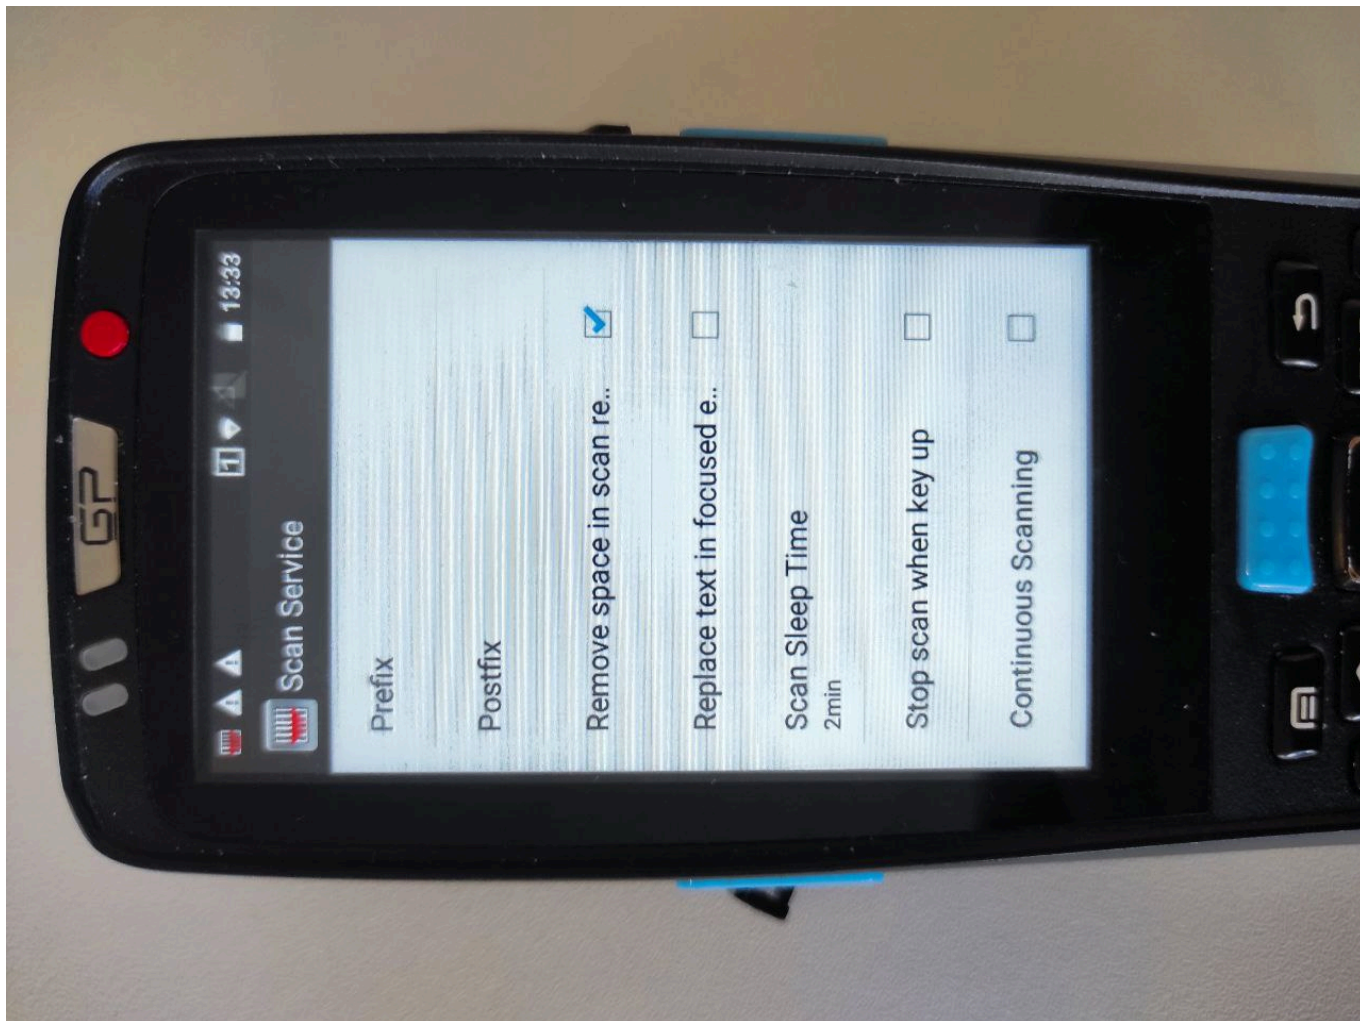 GP
1
13:33
Scan Service
Prefix
Postfix
Remove space in scan re..
Replace text in focused e..
Scan Sleep Time
2min
Stop scan when key up
Continuous Scanning